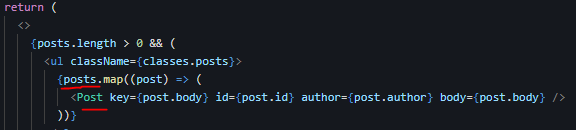 return (
<>
{posts.length > 0 && (
<ul className={classes.posts}>
{posts.map((post) => (
<Post key={post.body} id={post.id} author={post.author} body={post.body} />
))}